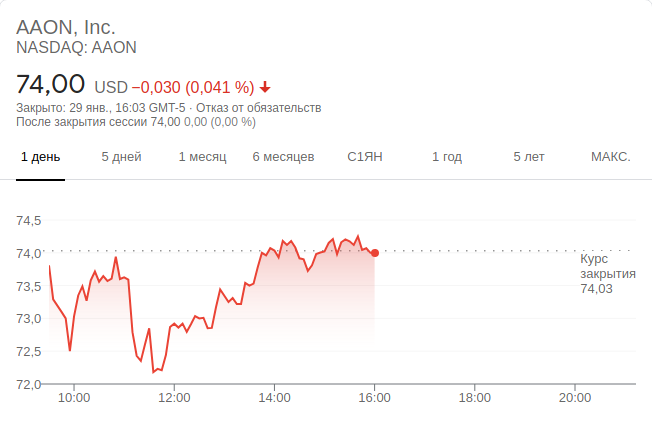 AAON, Inc.
NASDAQ: AAON
74,00 USD −0,030 (0,041 %)
Закрыто: 29 янв., 16:03 GMT-5 · Отказ от обязательств
После закрытия сессии 74,00 0,00 (0,00 %)
1 день 5 дней 1 месяц 6 месяцев С1ЯН 1 год 5 лет МАКС.
74,5
74,0
73,5
73,0
72,5
72,0
Курс
закрытия
74,03
10:00 12:00 14:00 16:00 18:00 20:00